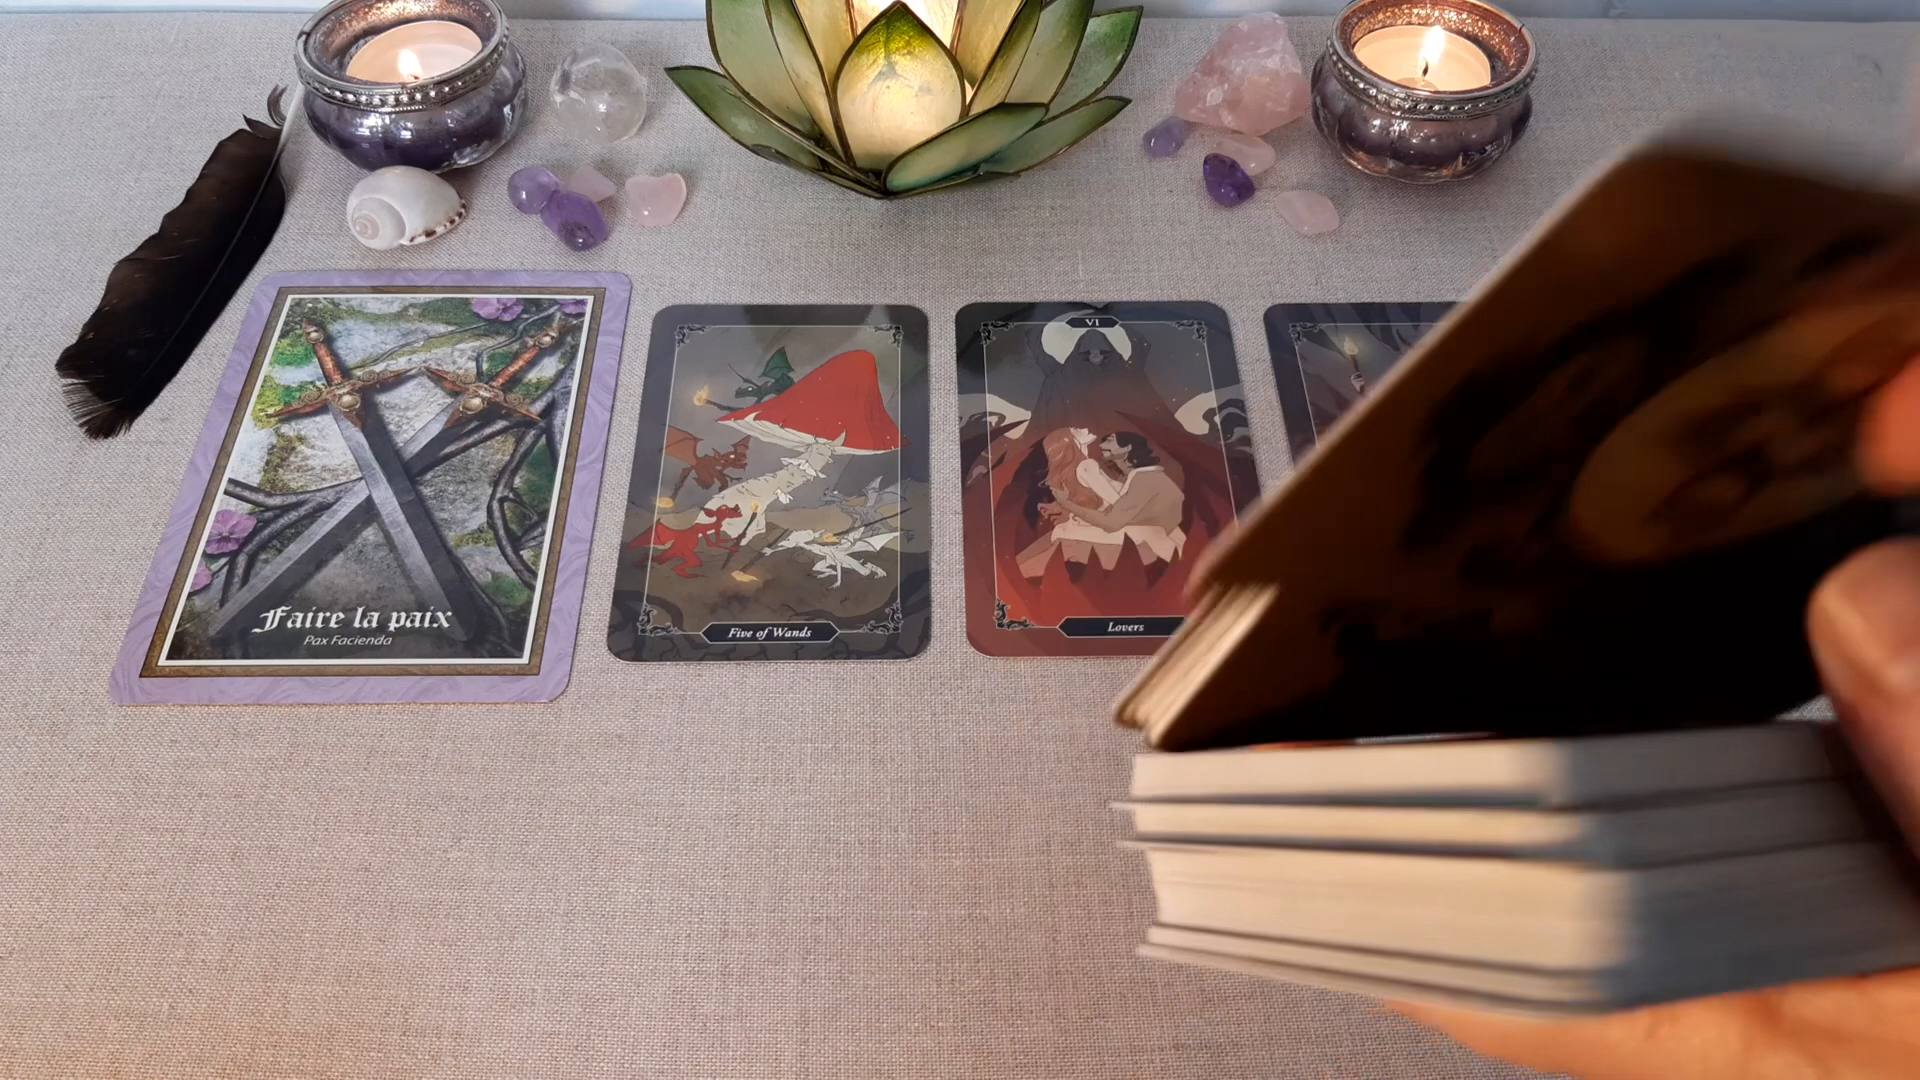 Faire la paix
Pax Facienda
Five of Wands
VI
Lovers